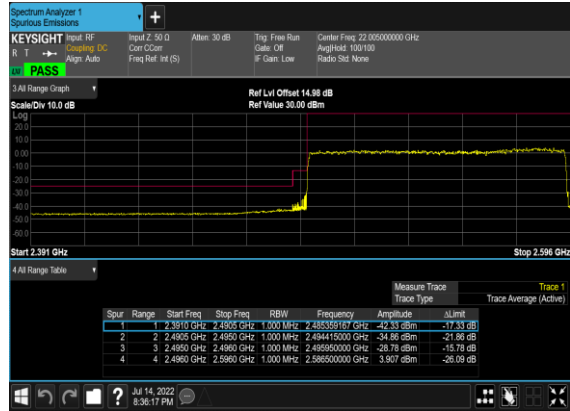 Spectrum Analyzer 1
Spurious Emissions
KEYSIGHT Input: RF Input Z: 50 Ω Atten: 30 dB Trig: Free Run Center Freq: 22.005000000 GHz
R T Coupling: DC Corr CCorr Gate: Off Avg|Hold: 100/100
Align: Auto Freq Ref: Int (S) IF Gain: Low Radio Std: None
PASS
3 All Range Graph
Ref Lvl Offset 14.98 dB
Scale/Div 10.0 dB Ref Value 30.00 dBm
Log
20.0
10.0
0.00
-10.0
-20.0
-30.0
-40.0
-50.0
-60.0
Start 2.391 GHz Stop 2.596 GHz
4 All Range Table
Measure Trace Trace 1
Trace Type Trace Average (Active)
Spur Range Start Freq Stop Freq RBW Frequency Amplitude ΔLimit
1 1 2.3910 GHz 2.4905 GHz 1.000 MHz 2.485359167 GHz -42.33 dBm -17.33 dB
2 2 2.4905 GHz 2.4950 GHz 1.000 MHz 2.494415000 GHz -34.86 dBm -21.86 dB
3 3 2.4950 GHz 2.4960 GHz 1.000 MHz 2.495950000 GHz -28.78 dBm -15.78 dB
4 4 2.4960 GHz 2.5960 GHz 1.000 MHz 2.586500000 GHz 3.907 dBm -26.09 dB
? Jul 14, 2022
8:36:17 PM